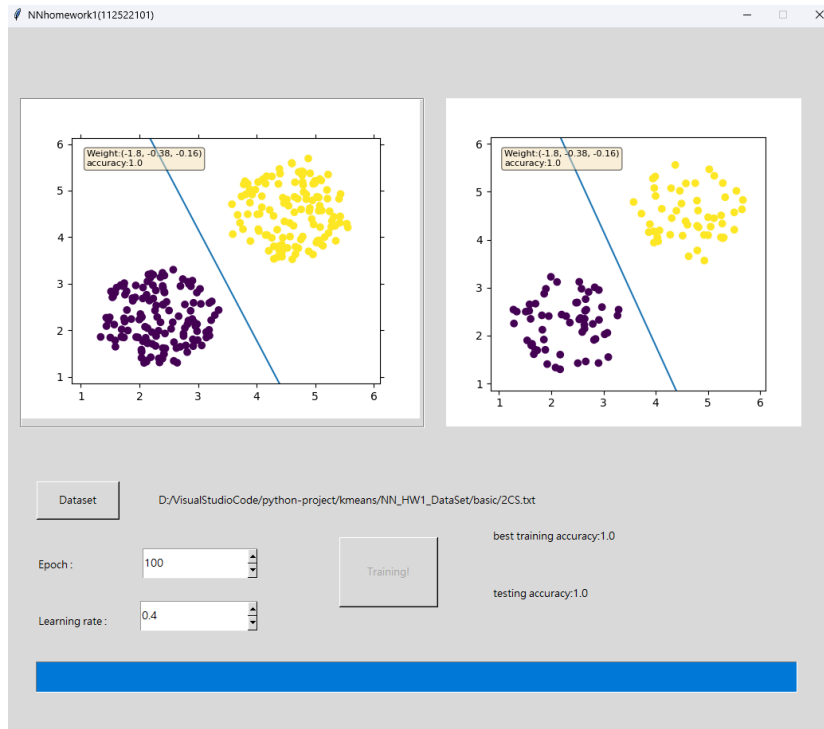 NNhomework1(112522101)
Weight:(-1.8, -0.38, -0.16)
accuracy:1.0
6
5
4
3
2
1
1 2 3 4 5 6
Weight:(-1.8, -0.38, -0.16)
accuracy:1.0
6
5
4
3
2
1
1 2 3 4 5 6
Dataset D:/VisualStudioCode/python-project/kmeans/NN_HW1_DataSet/basic/2CS.txt
best training accuracy:1.0
Epoch : 100
Training!
testing accuracy:1.0
Learning rate : 0.4